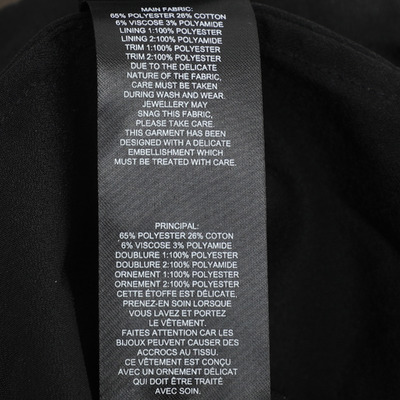 MAIN FABRIC:
65% POLYESTER 26% COTTON
6% VISCOSE 3% POLYAMIDE
LINING 1:100% POLYESTER
LINING 2:100% POLYAMIDE
TRIM 1:100% POLYESTER
TRIM 2:100% POLYESTER
DUE TO THE DELICATE
NATURE OF THE FABRIC,
CARE MUST BE TAKEN
DURING WASH AND WEAR.
JEWELLERY MAY
SNAG THIS FABRIC,
PLEASE TAKE CARE.
THIS GARMENT HAS BEEN
DESIGNED WITH A DELICATE
EMBELLISHMENT WHICH
MUST BE TREATED WITH CARE.
PRINCIPAL:
65% POLYESTER 26% COTON
6% VISCOSE 3% POLYAMIDE
DOUBLURE 1:100% POLYESTER
DOUBLURE 2:100% POLYAMIDE
ORNEMENT 1:100% POLYESTER
ORNEMENT 2:100% POLYESTER
CETTE ÉTOFFE EST DÉLICATE,
PRENEZ-EN SOIN LORSQUE
VOUS LAVEZ ET PORTEZ
LE VÊTEMENT.
FAITES ATTENTION CAR LES
BIJOUX PEUVENT CAUSER DES
ACCROCS AU TISSU.
CE VÊTEMENT EST CONÇU
AVEC UN ORNEMENT DÉLICAT
QUI DOIT ÊTRE TRAITÉ
AVEC SOIN.